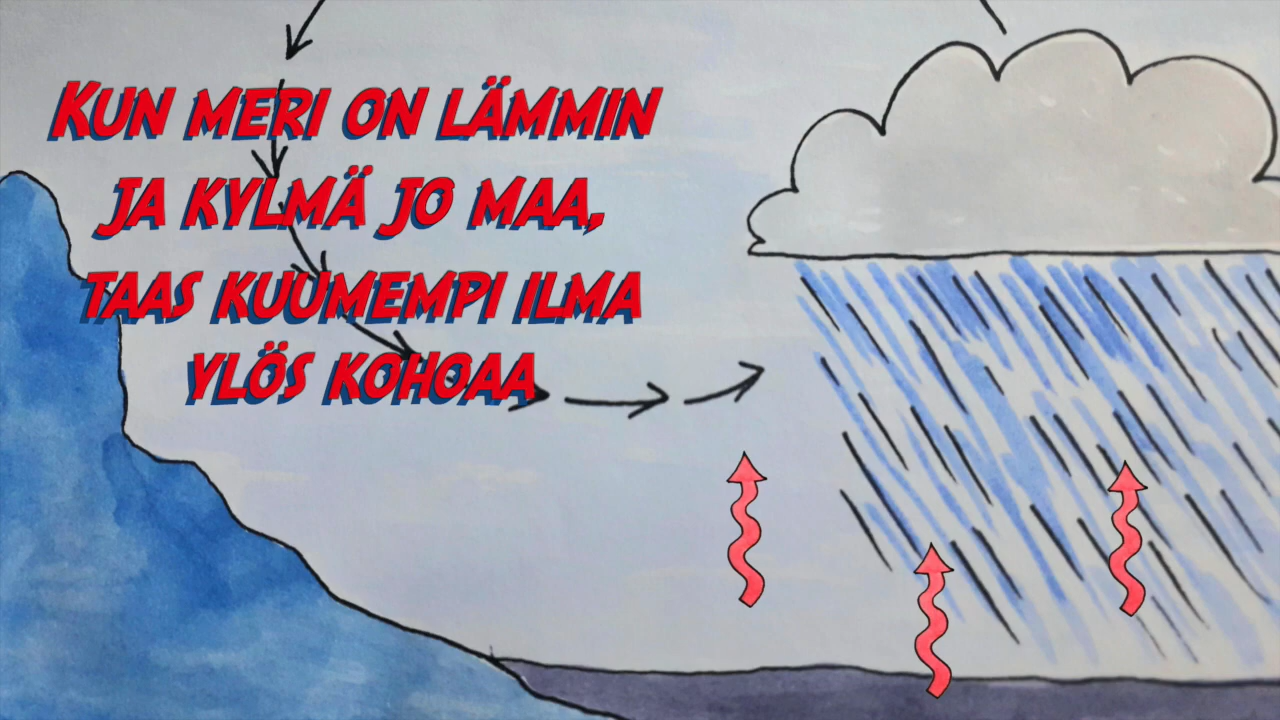 Kun meri on lämmin
ja kylmä jo maa,
taas kuumempi ilma
ylös kohoaa